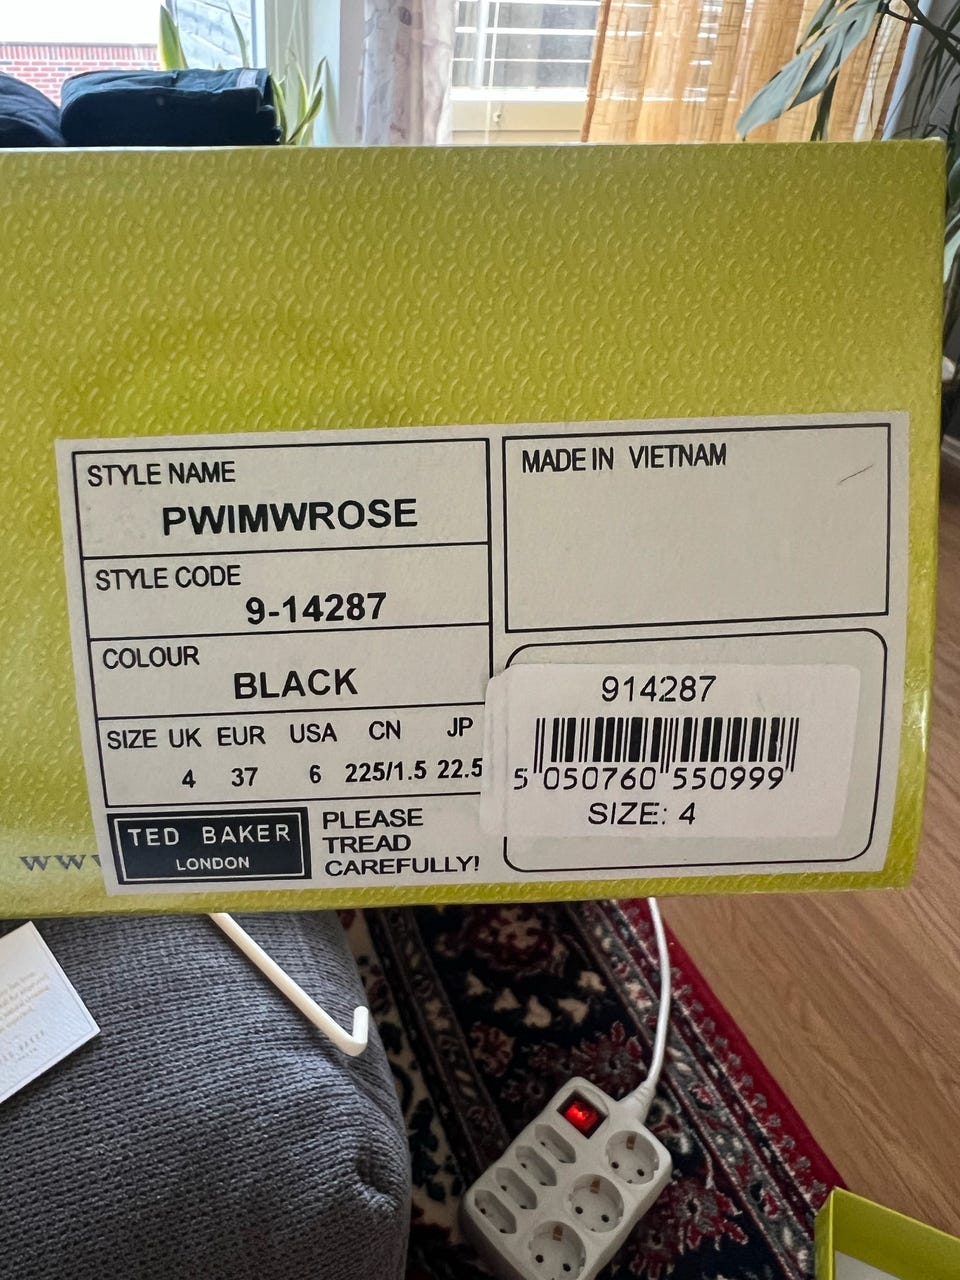 STYLE NAME
PWIMWROSE
STYLE CODE
9-14287
COLOUR
BLACK
SIZE UK EUR USA CN JP
4 37 6 225/1.5 22.5
TED BAKER
LONDON
PLEASE
TREAD
CAREFULLY!
MADE IN VIETNAM
914287
5 050760 550999
SIZE: 4
www